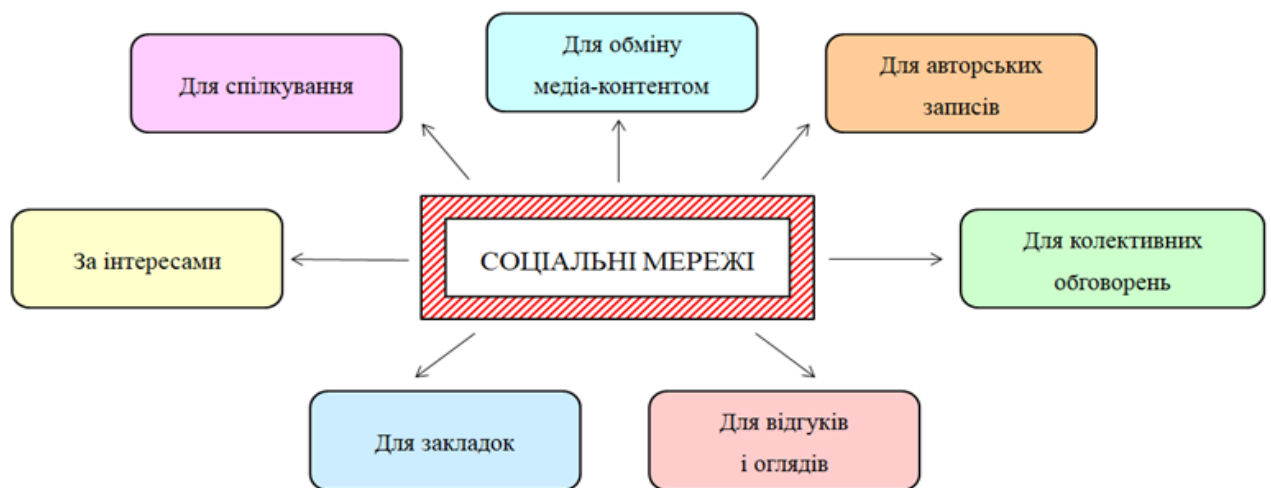 Для спілкування
Для обміну
медіа-контентом
Для авторських
записів
За інтересами
СОЦІАЛЬНІ МЕРЕЖІ
Для колективних
обговорень
Для закладок
Для відгуків
і оглядів